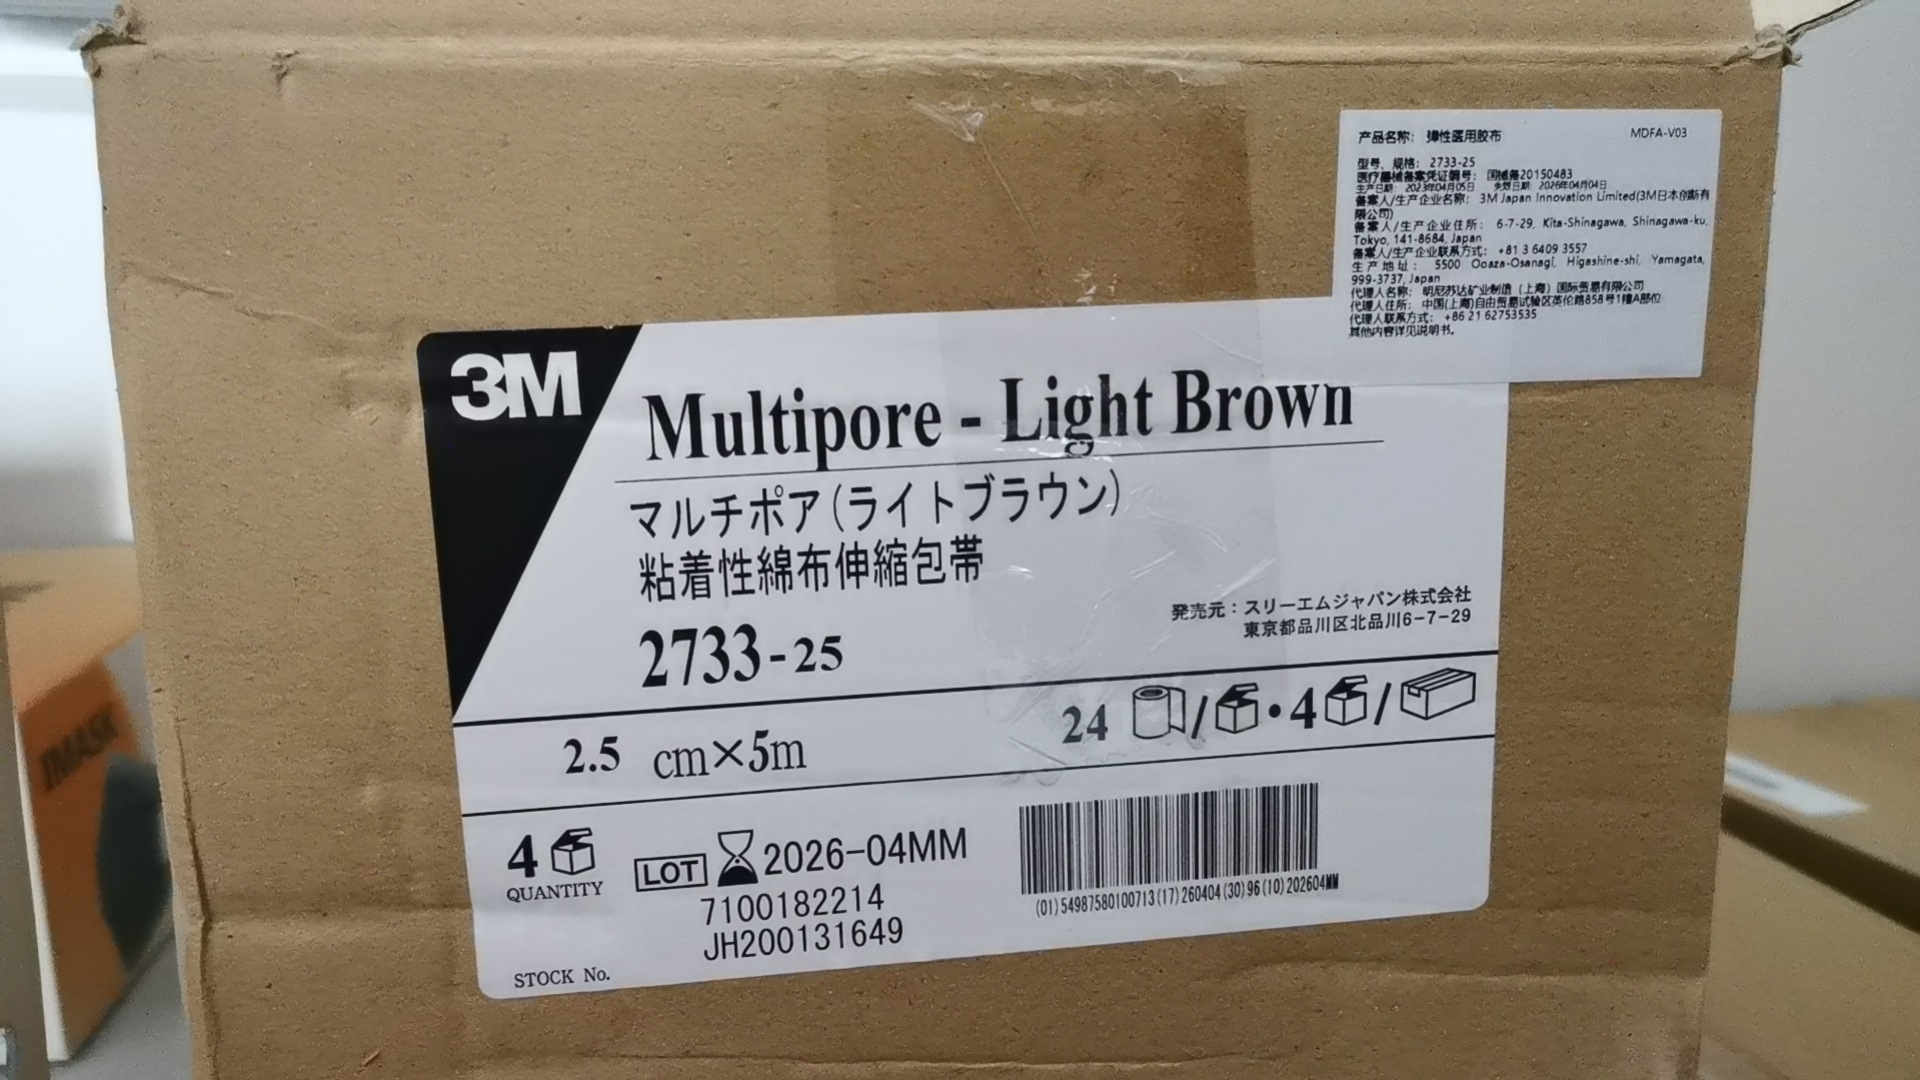 产品名称： 弹性医用胶布 MDFA-V03
型号、规格： 2733-25
医疗器械备案凭证编号： 国械备20150483
生产日期： 2023年04月05日 失效日期： 2026年04月04日
备案人/生产企业名称： 3M Japan Innovation Limited(3M日本创新有
限公司)
备案人/生产企业住所： 6-7-29, Kita-Shinagawa, Shinagawa-ku,
Tokyo, 141-8684, Japan
备案人/生产企业联系方式： +81 3 6409 3557
生产地址： 5500 Ooaza-Osanagi, Higashine-shi, Yamagata,
999-3737, Japan
代理人名称： 明尼苏达矿业制造（上海）国际贸易有限公司
代理人住所： 中国(上海)自由贸易试验区英伦路858号1幢A部位
代理人联系方式： +86 21 62753535
其他内容详见说明书。
3M
Multipore - Light Brown
マルチポア(ライトブラウン)
粘着性綿布伸縮包帯
2733-25
発売元：スリーエムジャパン株式会社
東京都品川区北品川6-7-29
2.5 cm×5m
24 / ・4 /
4
QUANTITY
LOT 2026-04MM
7100182214
JH200131649
STOCK No.
(01)54987580100713(17)260404(30)96(10)202604MM
IMASK